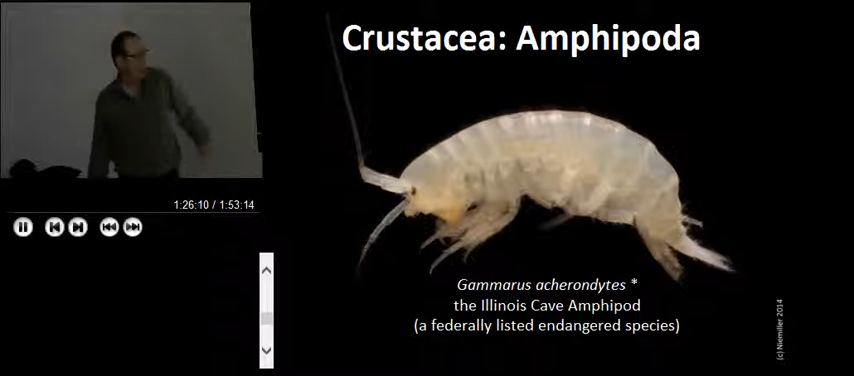 Crustacea: Amphipoda
1:26:10 / 1:53:14
Gammarus acherondytes *
the Illinois Cave Amphipod
(a federally listed endangered species)
(c) Niemiller 2014